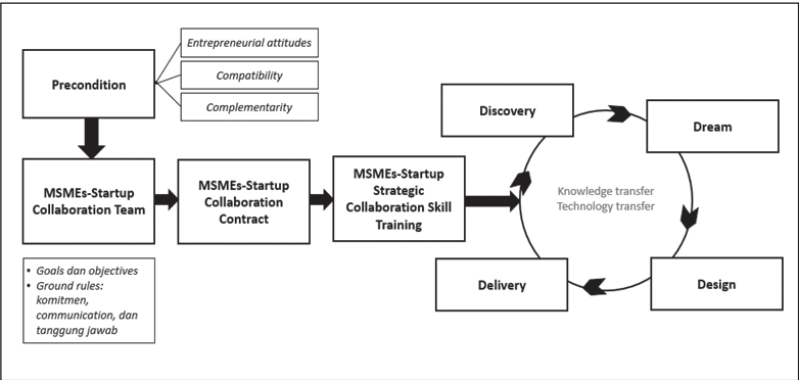 Precondition
Entrepreneurial attitudes
Compatibility
Complementarity
MSMEs-Startup
Collaboration Team
MSMEs-Startup
Collaboration
Contract
MSMEs-Startup
Strategic
Collaboration Skill
Training
• Goals dan objectives
• Ground rules:
komitmen,
communication, dan
tanggung jawab
Discovery
Dream
Knowledge transfer
Technology transfer
Delivery
Design